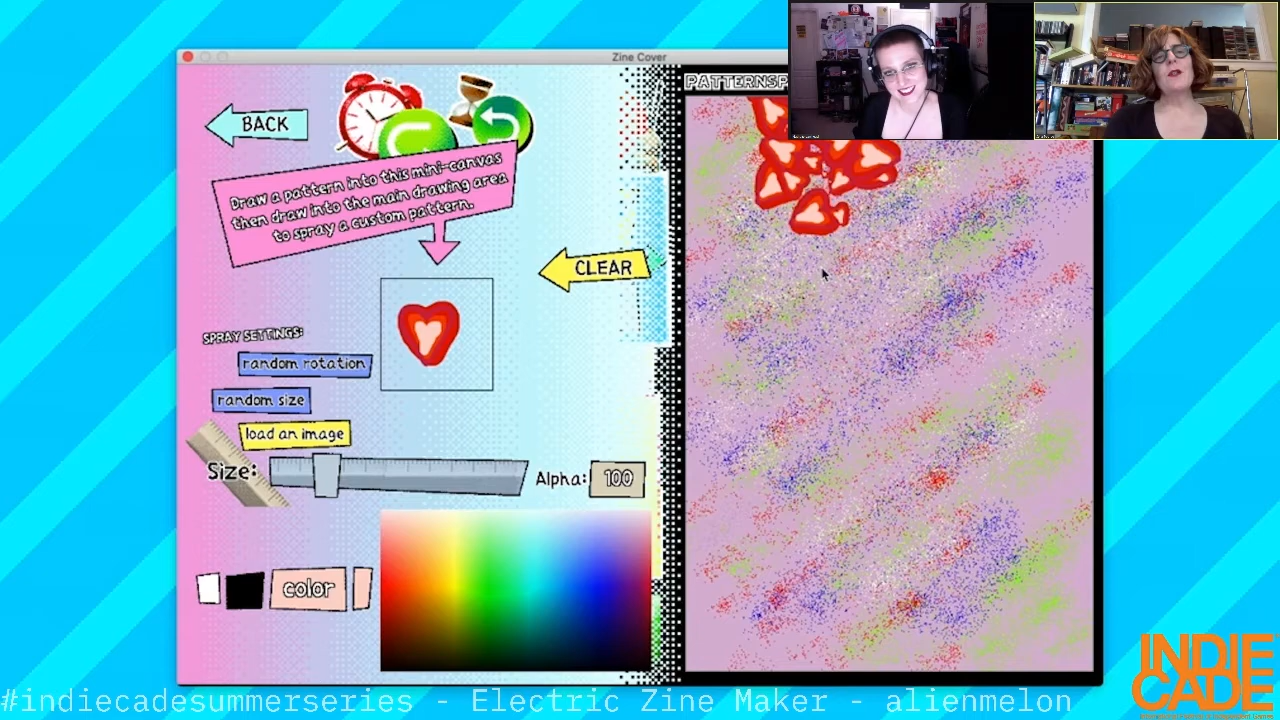 Zine Cover
BACK
PATTERNSP
Draw a pattern into this mini-canvas
then draw into the main drawing area
to spray a custom pattern.
CLEAR
SPRAY SETTINGS:
random rotation
random size
load an image
Size:
Alpha: 100
color
INDIE
CADE
#indiecadesummerseries - Electric Zine Maker - alienmelon